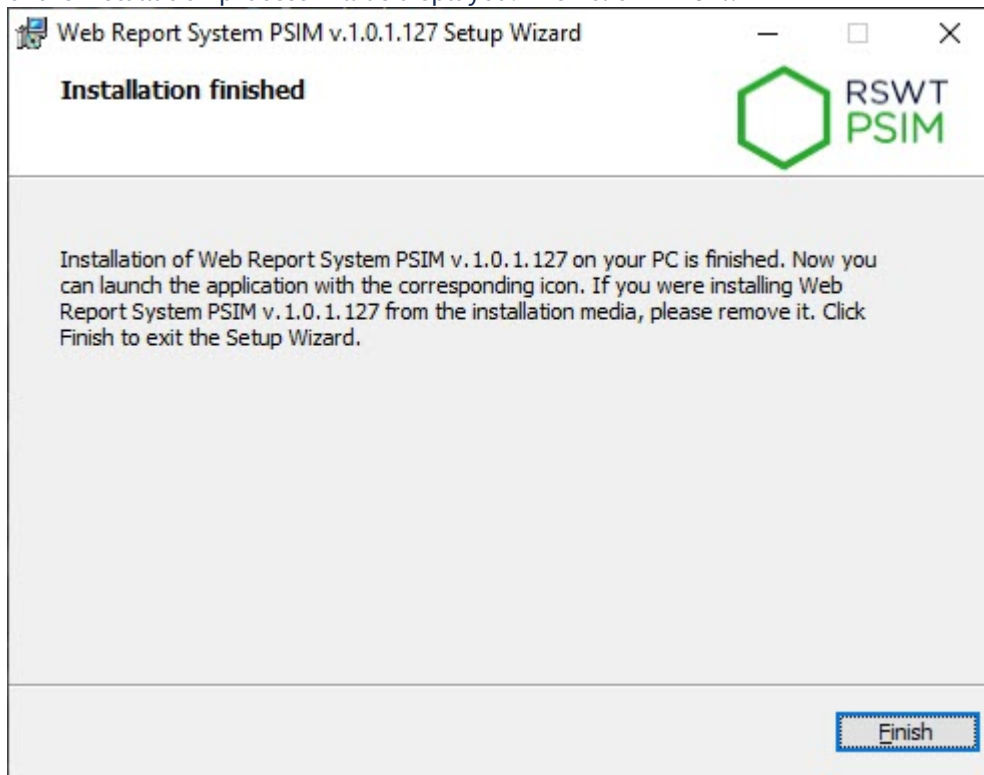 Web Report System PSIM v.1.0.1.127 Setup Wizard
Installation finished
RSWT
PSIM
Installation of Web Report System PSIM v.1.0.1.127 on your PC is finished. Now you
can launch the application with the corresponding icon. If you were installing Web
Report System PSIM v.1.0.1.127 from the installation media, please remove it. Click
Finish to exit the Setup Wizard.
Finish